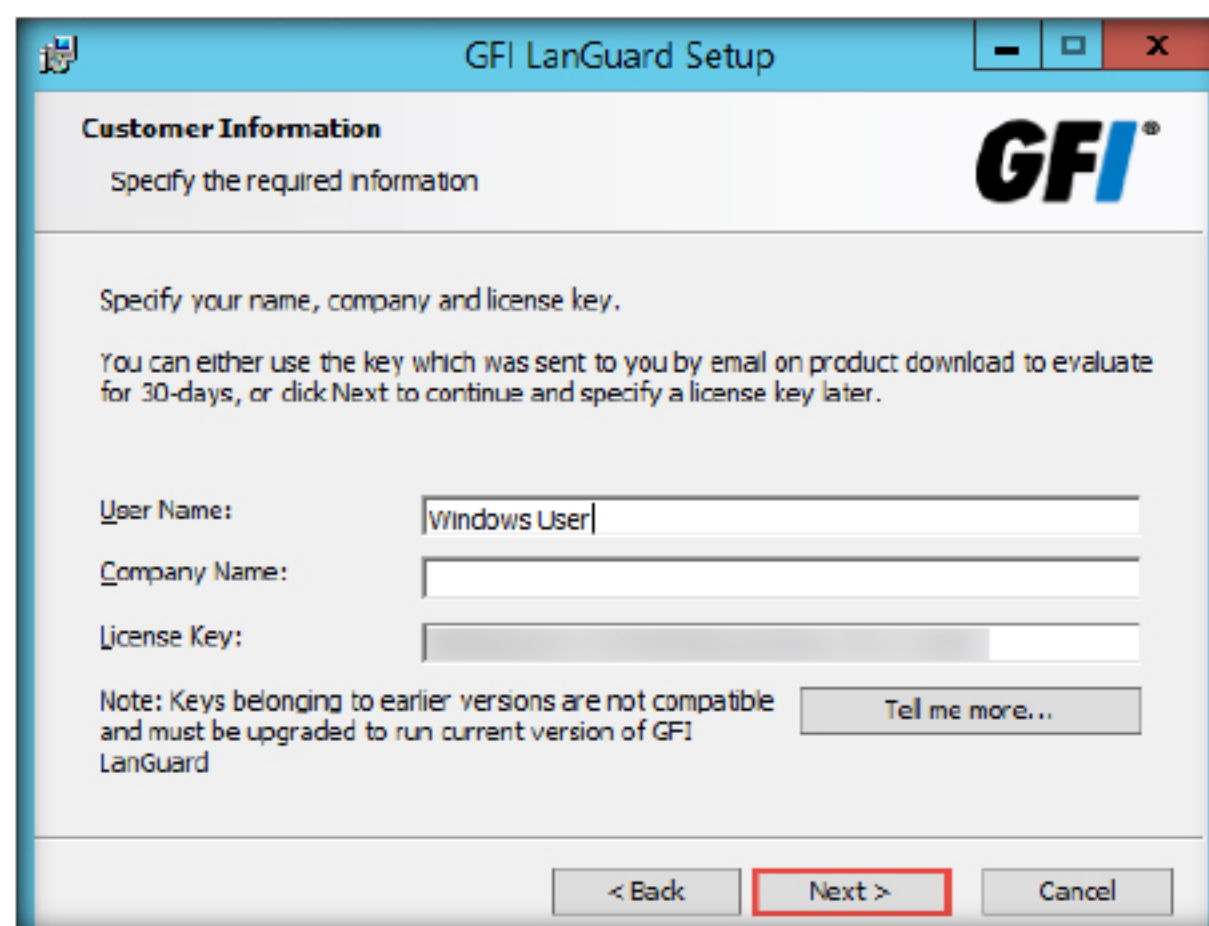 GFI LanGuard Setup
Customer Information
GFI®
Specify the required information
Specify your name, company and license key.
You can either use the key which was sent to you by email on product download to evaluate
for 30-days, or click Next to continue and specify a license key later.
User Name:
Windows User
Company Name:
License Key:
Note: Keys belonging to earlier versions are not compatible
and must be upgraded to run current version of GFI
LanGuard
Tell me more...
< Back
Next >
Cancel